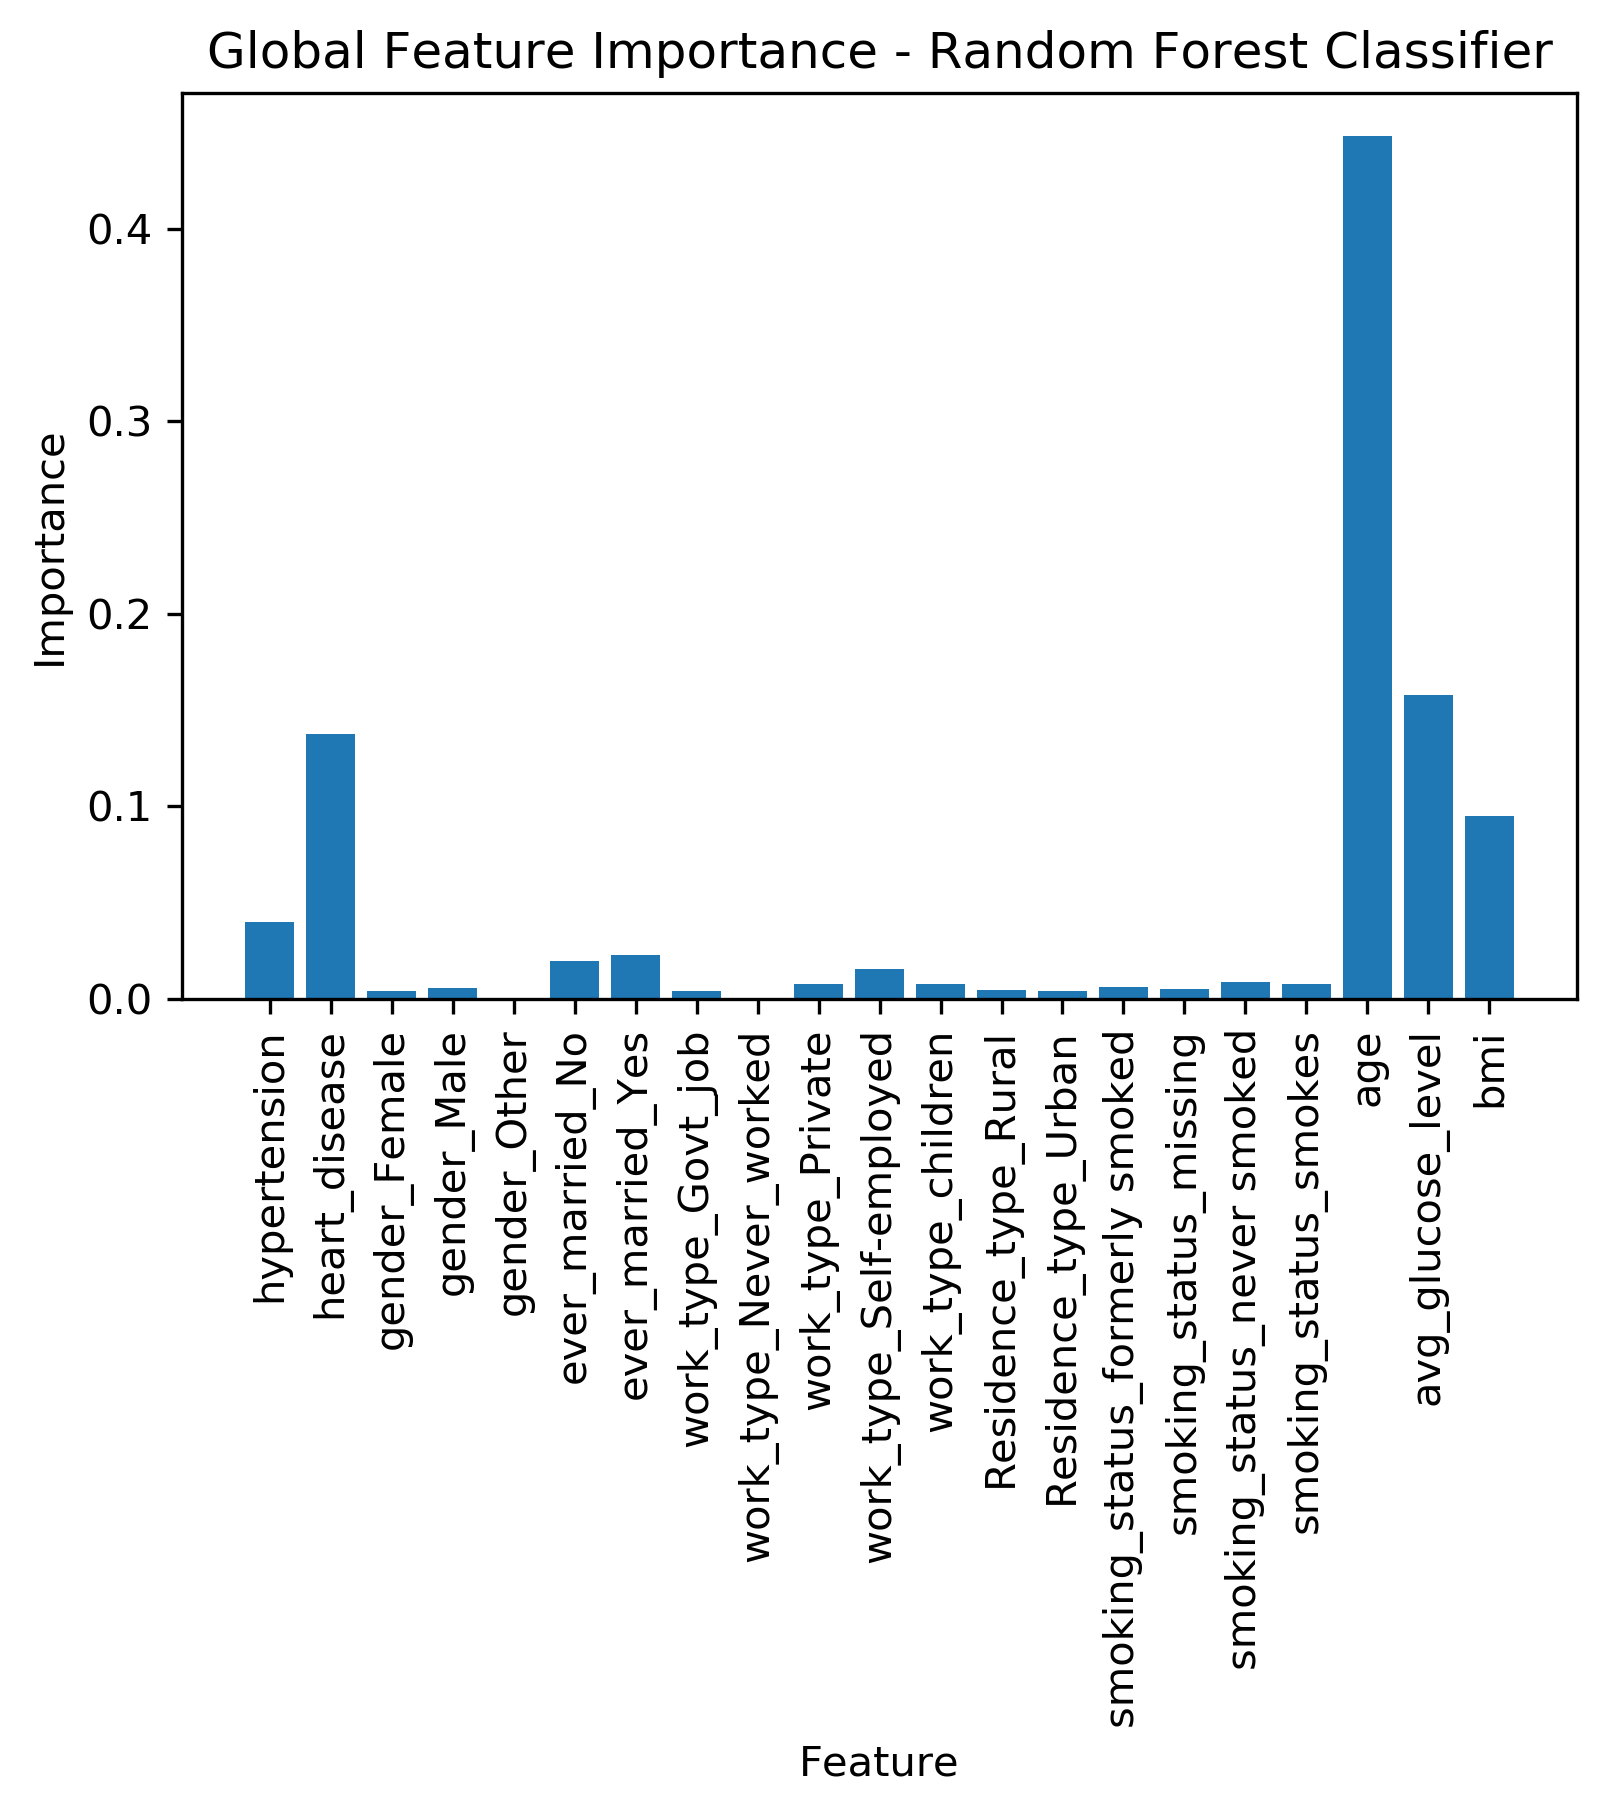 Global Feature Importance - Random Forest Classifier
Importance
0.4
0.3
0.2
0.1
0.0
hypertension
heart_disease
gender_Female
gender_Male
gender_Other
ever_married_No
ever_married_Yes
work_type_Govt_job
work_type_Never_worked
work_type_Private
work_type_Self-employed
work_type_children
Residence_type_Rural
Residence_type_Urban
smoking_status_formerly smoked
smoking_status_missing
smoking_status_never smoked
smoking_status_smokes
age
avg_glucose_level
bmi
Feature